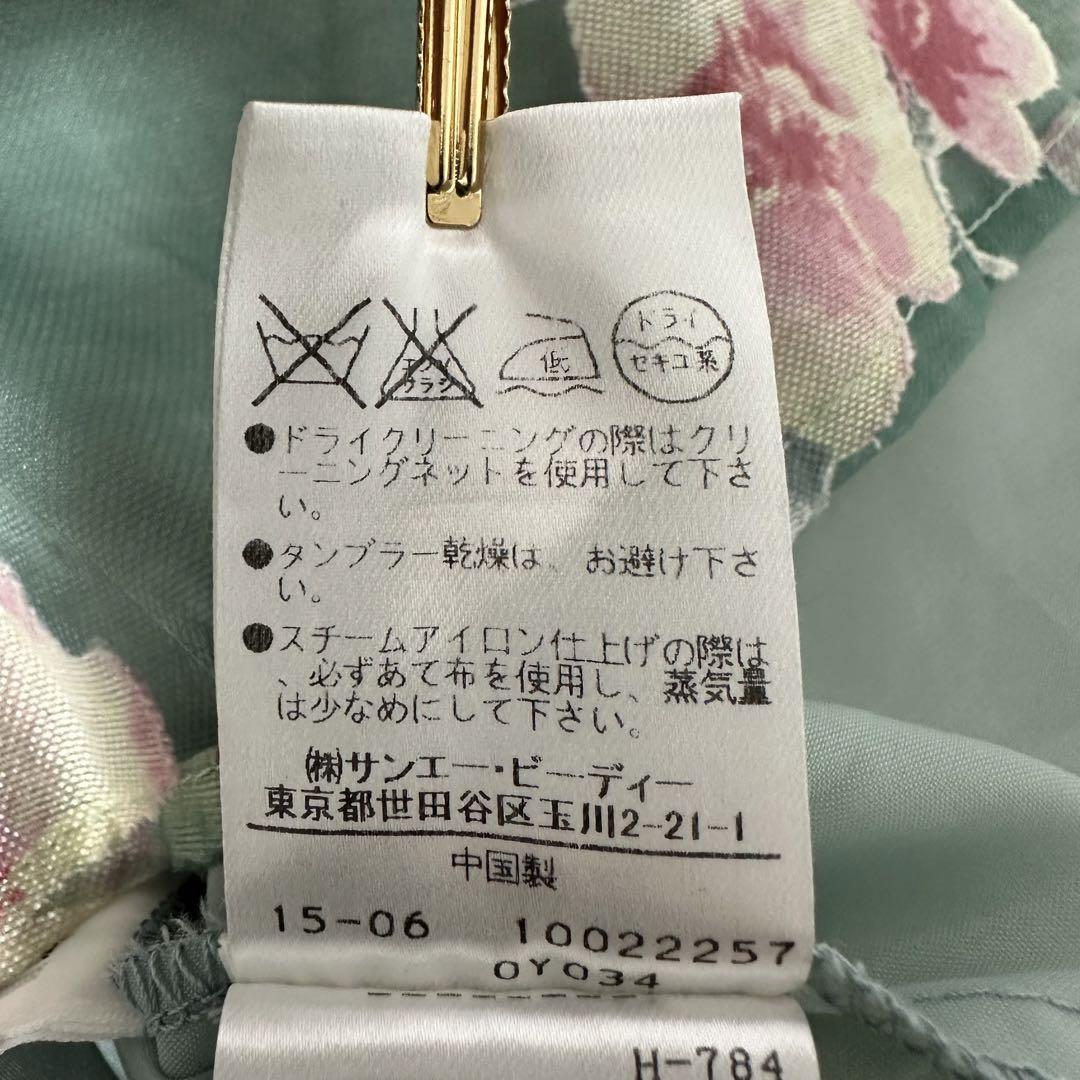 エンソ
クラシ
低
ドライ
セキユ系
●ドライクリーニングの際はクリ
ーニングネットを使用して下さ
い。
●タンブラー乾燥は、お避け下さ
い。
●スチームアイロン仕上げの際は
、必ずあて布を使用し、蒸気量
は少なめにして下さい。
(株)サンエー・ビーディー
東京都世田谷区玉川2-21-1
中国製
15-06 10022257
0Y034
H-784